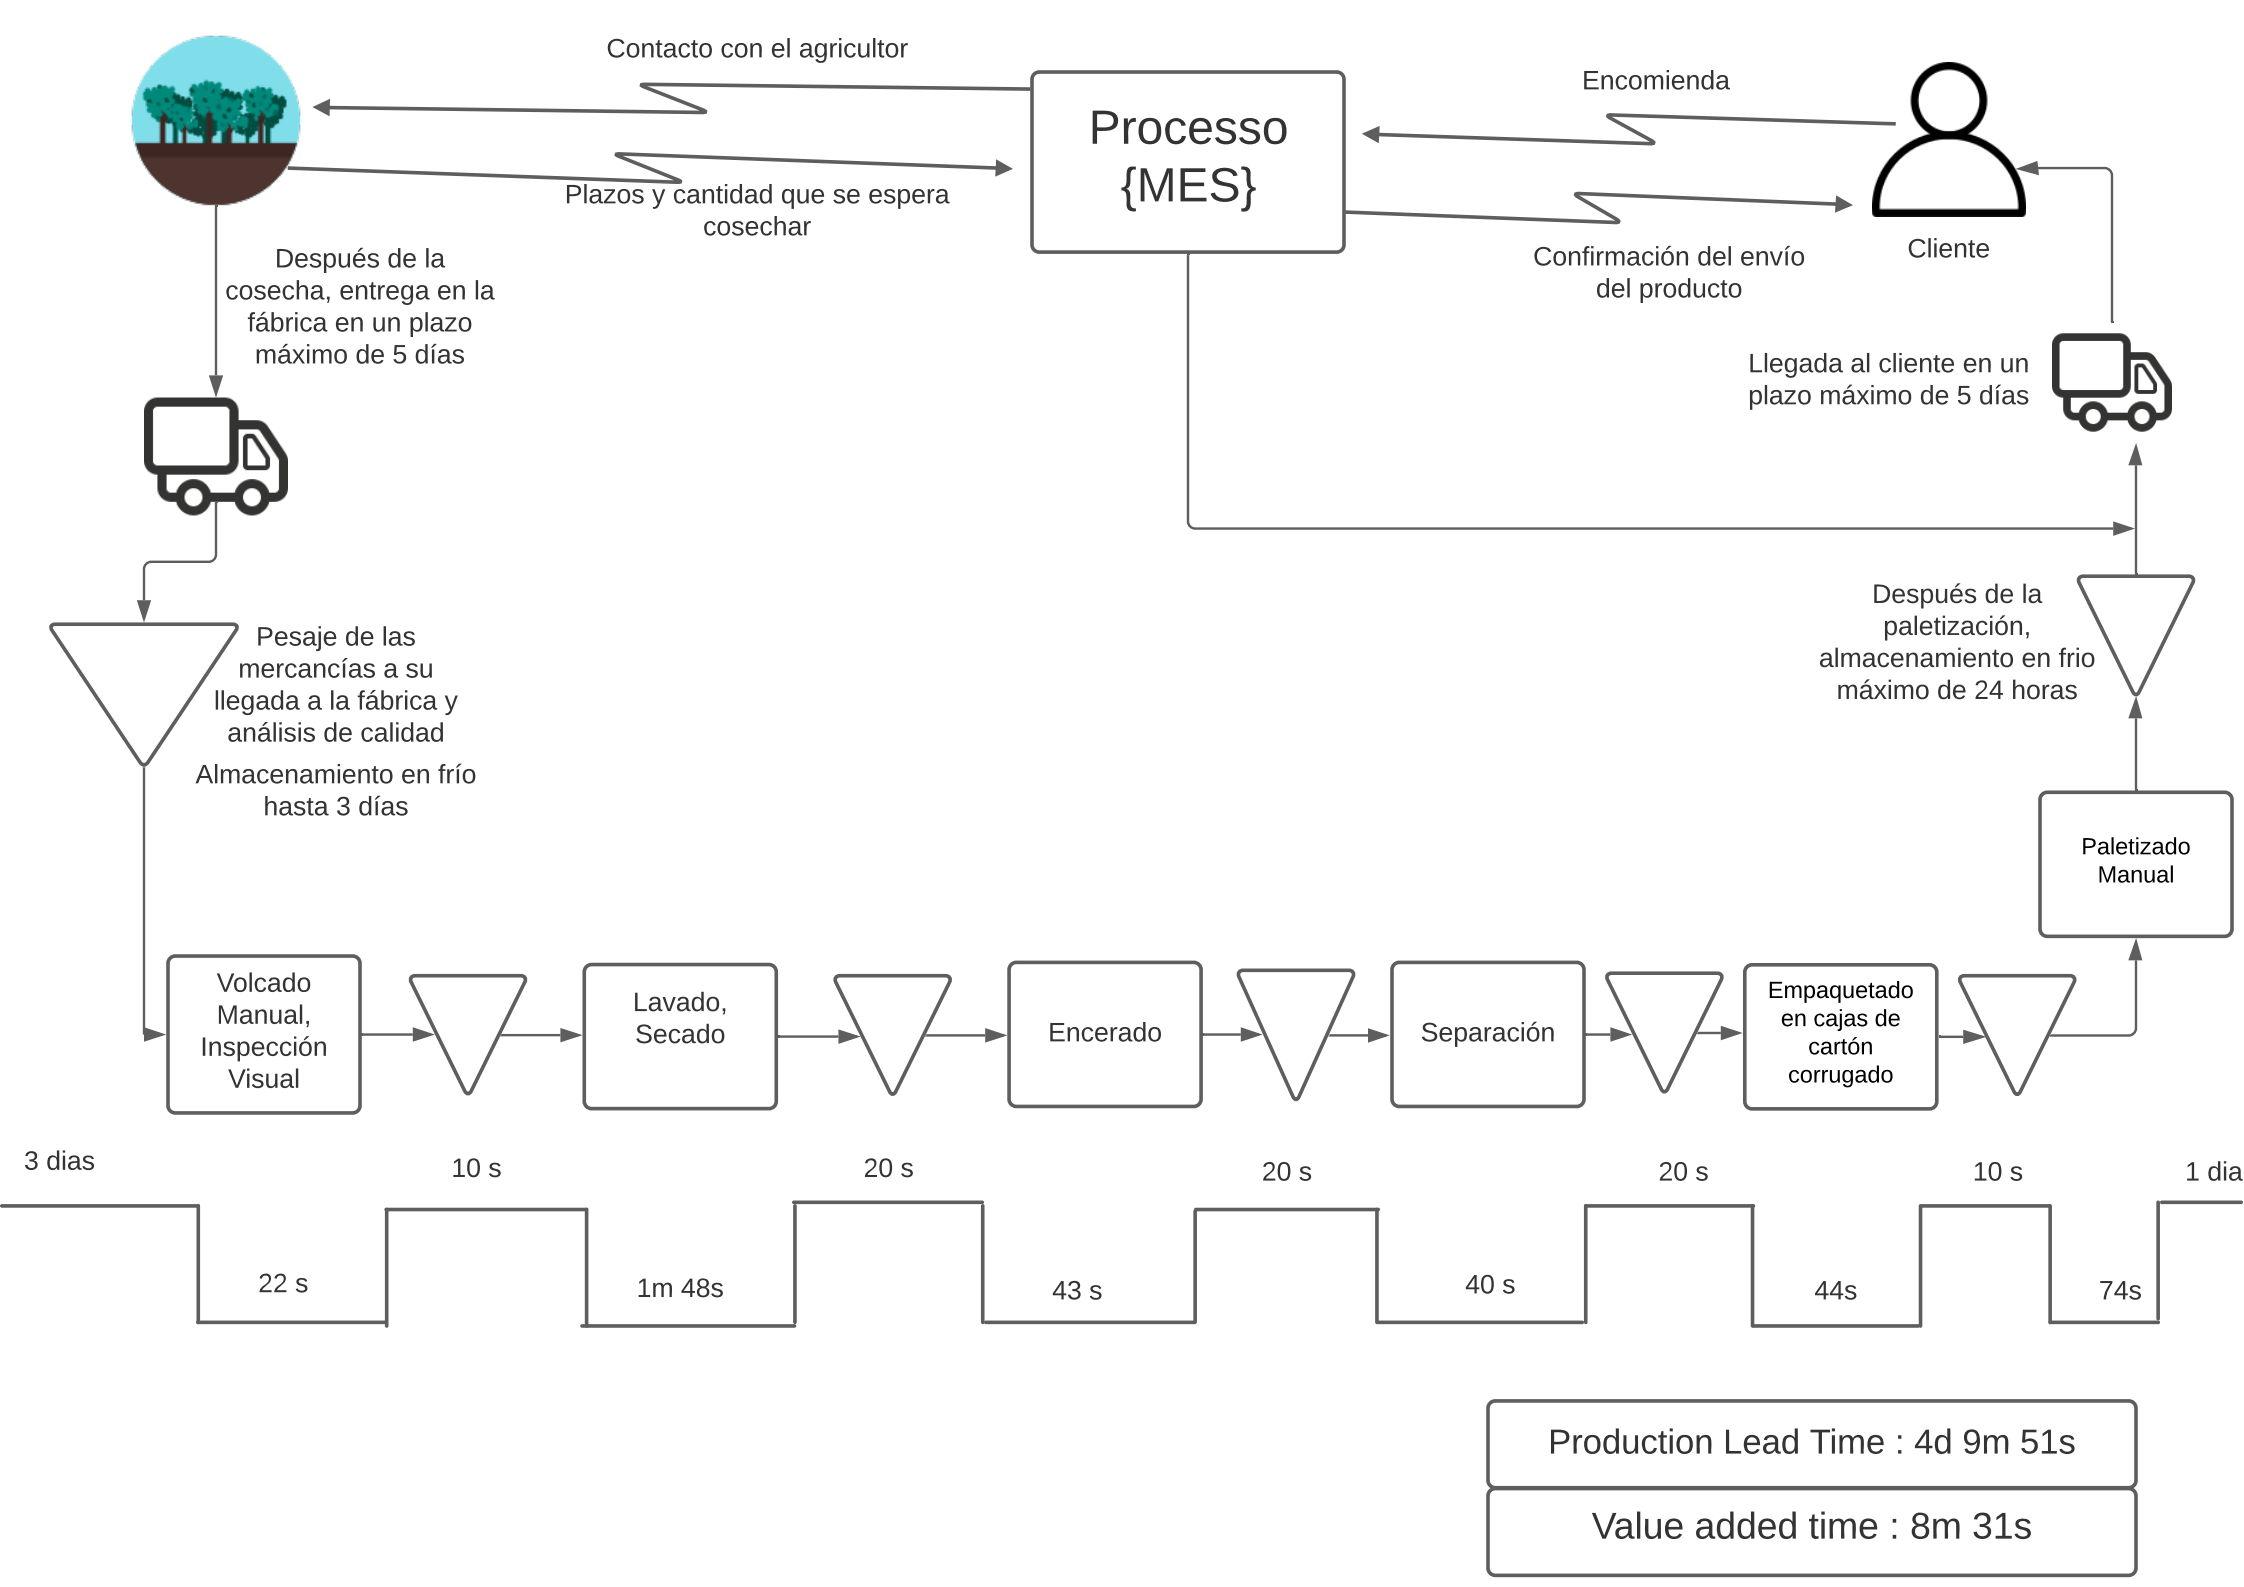 Contacto con el agricultor
Encomienda
Processo
{MES}
Plazos y cantidad que se espera
cosechar
Confirmación del envío
del producto
Cliente
Después de la
cosecha, entrega en la
fábrica en un plazo
máximo de 5 días
Llegada al cliente en un
plazo máximo de 5 días
Pesaje de las
mercancías a su
llegada a la fábrica y
análisis de calidad
Almacenamiento en frío
hasta 3 días
Después de la
paletización,
almacenamiento en frio
máximo de 24 horas
Paletizado
Manual
Volcado
Manual,
Inspección
Visual
Lavado,
Secado
Encerado
Separación
Empaquetado
en cajas de
cartón
corrugado
3 dias
10 s
20 s
20 s
20 s
10 s
1 dia
22 s
1m 48s
43 s
40 s
44s
74s
Production Lead Time : 4d 9m 51s
Value added time : 8m 31s